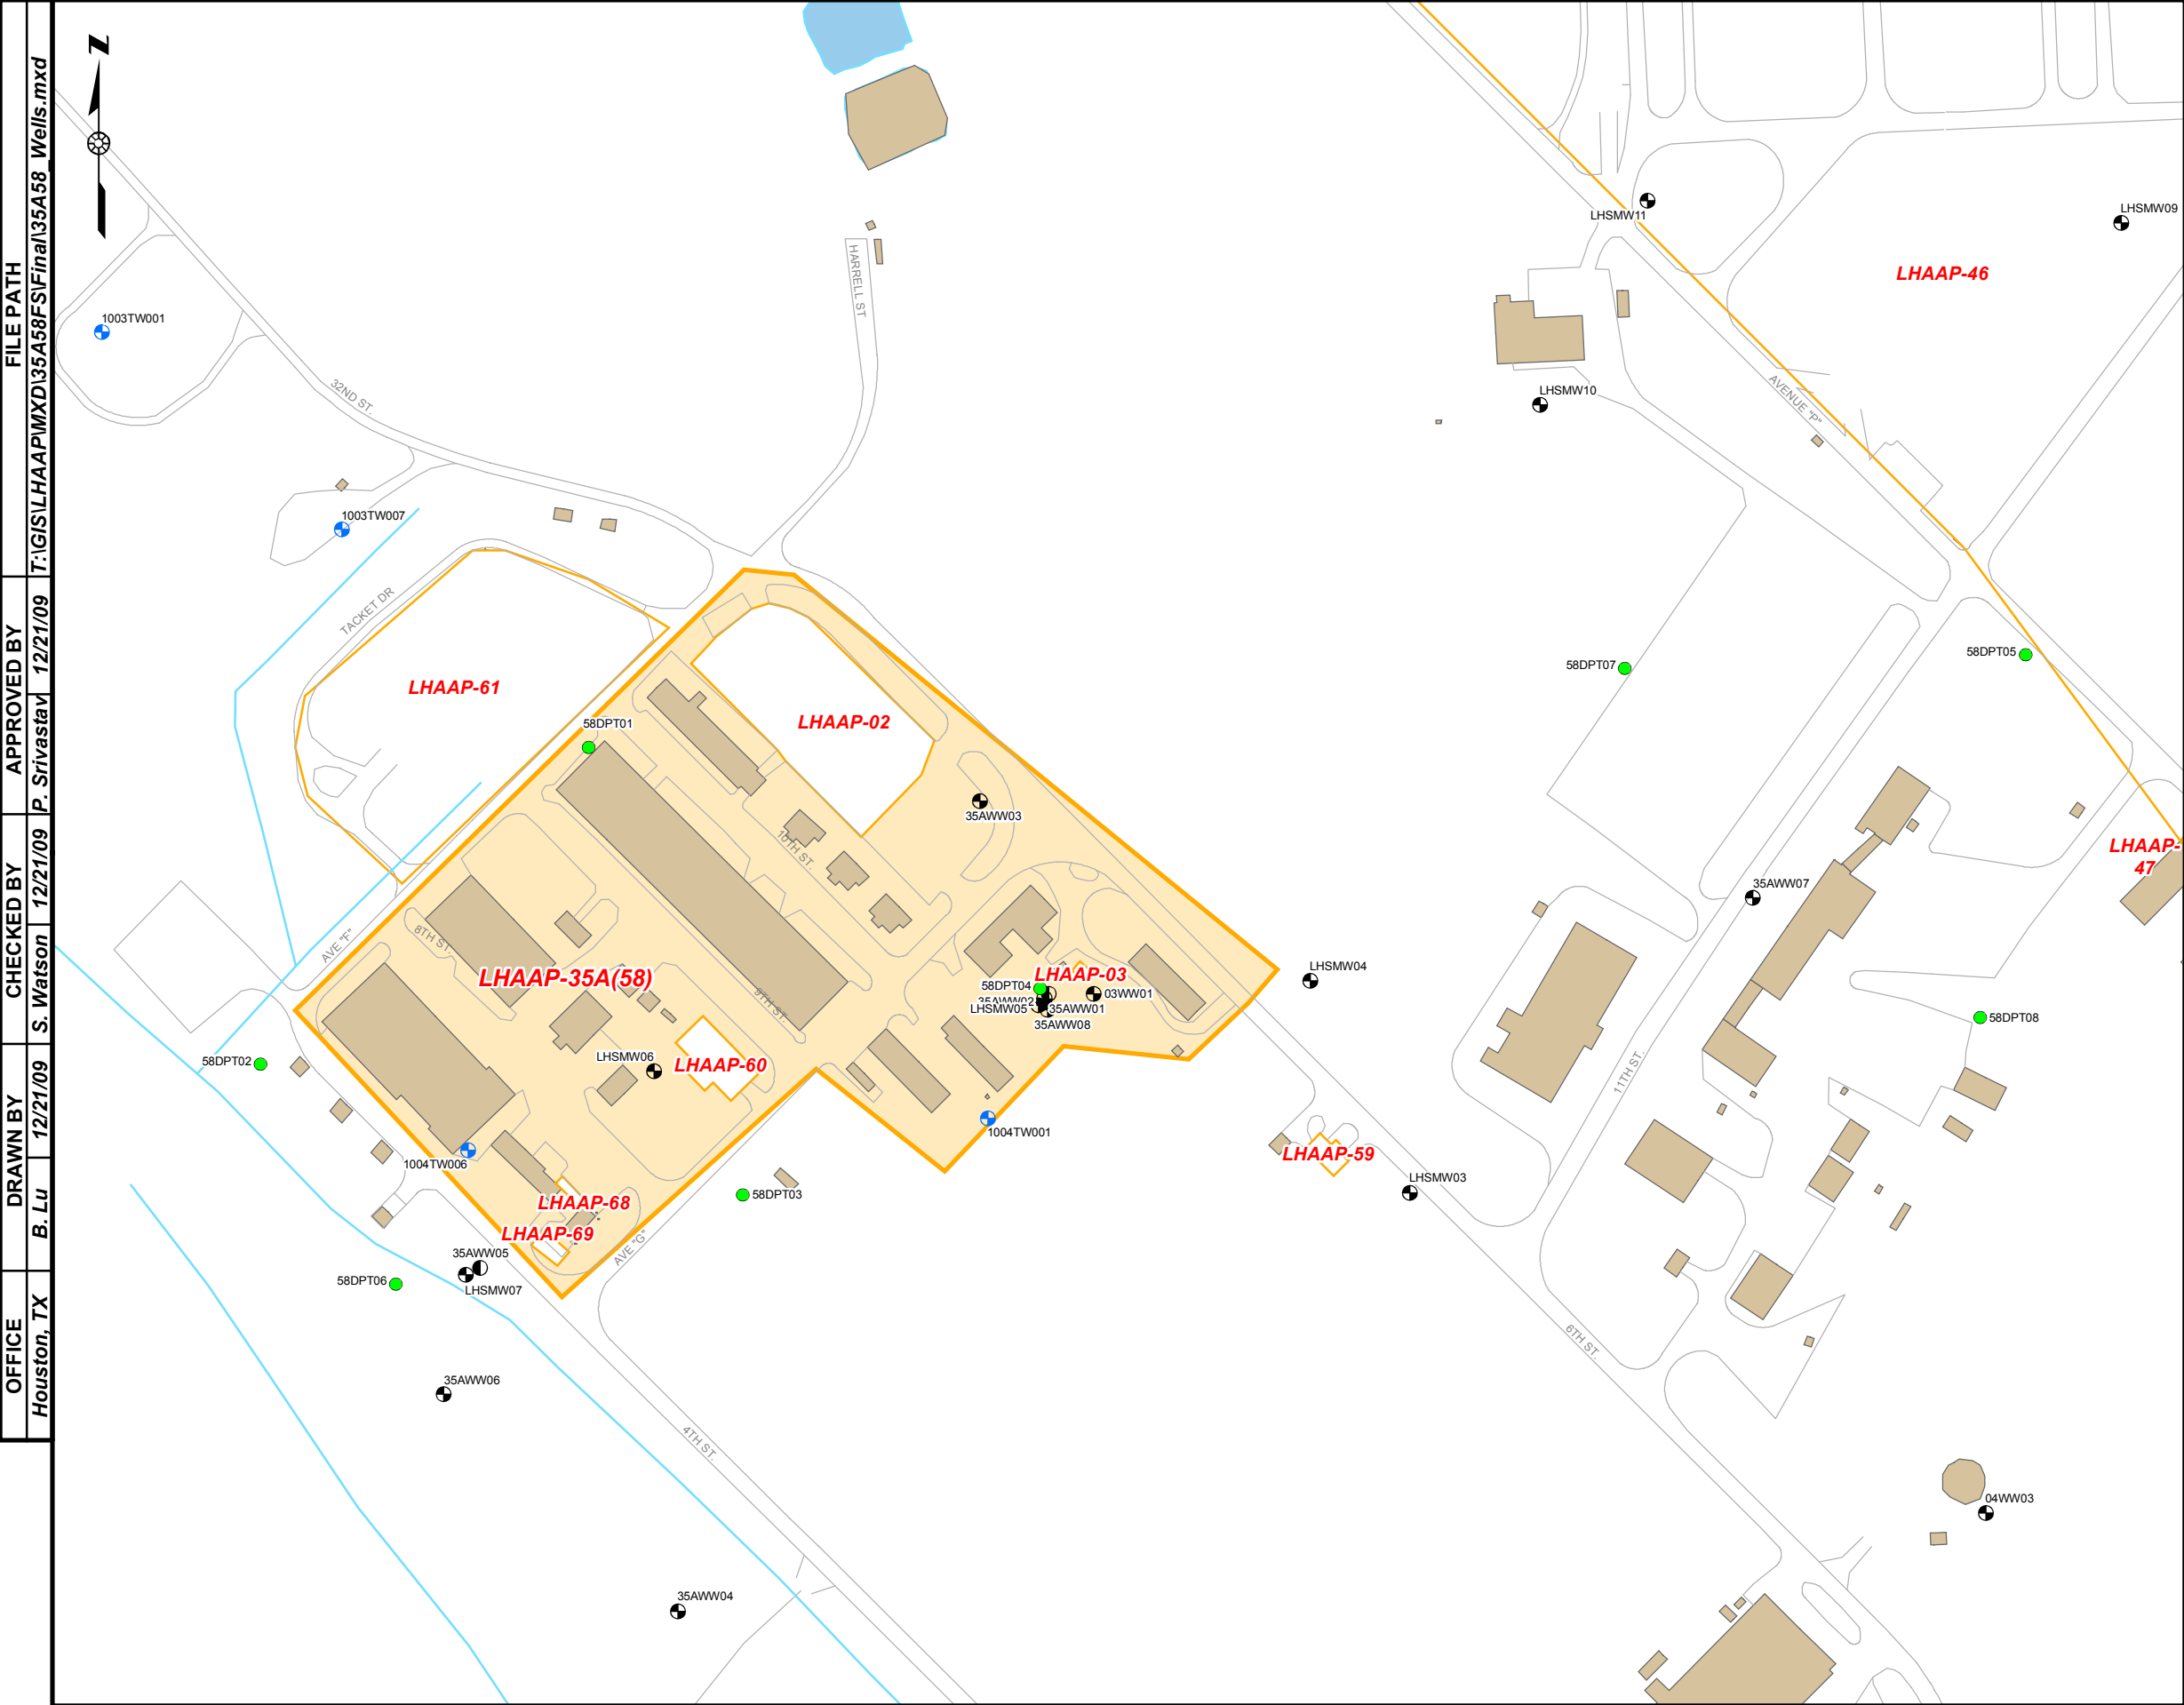 FILE PATH
T:\GIS\LHAAP\MXD\35A58FS\Final\35A58_Wells.mxd
APPROVED BY
P. Srivastav 12/21/09
CHECKED BY
S. Watson 12/21/09
DRAWN BY
B. Lu 12/21/09
OFFICE
Houston, TX
N
LHSMW11
LHSMW09
LHAAP-46
HARRELL ST
1003TW001
32ND ST.
LHSMW10
AVENUE "P"
1003TW007
TACKET DR
58DPT07
58DPT05
LHAAP-61
LHAAP-02
58DPT01
35AWW03
10TH ST.
LHAAP-
47
35AWW07
8TH ST.
AVE "F"
LHAAP-35A(58)
LHAAP-03
LHSMW04
58DPT04
03WW01
35AWW02
LHSMW05
35AWW01
35AWW08
9TH ST.
58DPT08
58DPT02
LHSMW06
LHAAP-60
11TH ST.
1004TW001
LHAAP-59
1004TW006
LHSMW03
58DPT03
LHAAP-68
LHAAP-69
AVE "G"
35AWW05
58DPT06
LHSMW07
6TH ST.
35AWW06
4TH ST.
04WW03
35AWW04